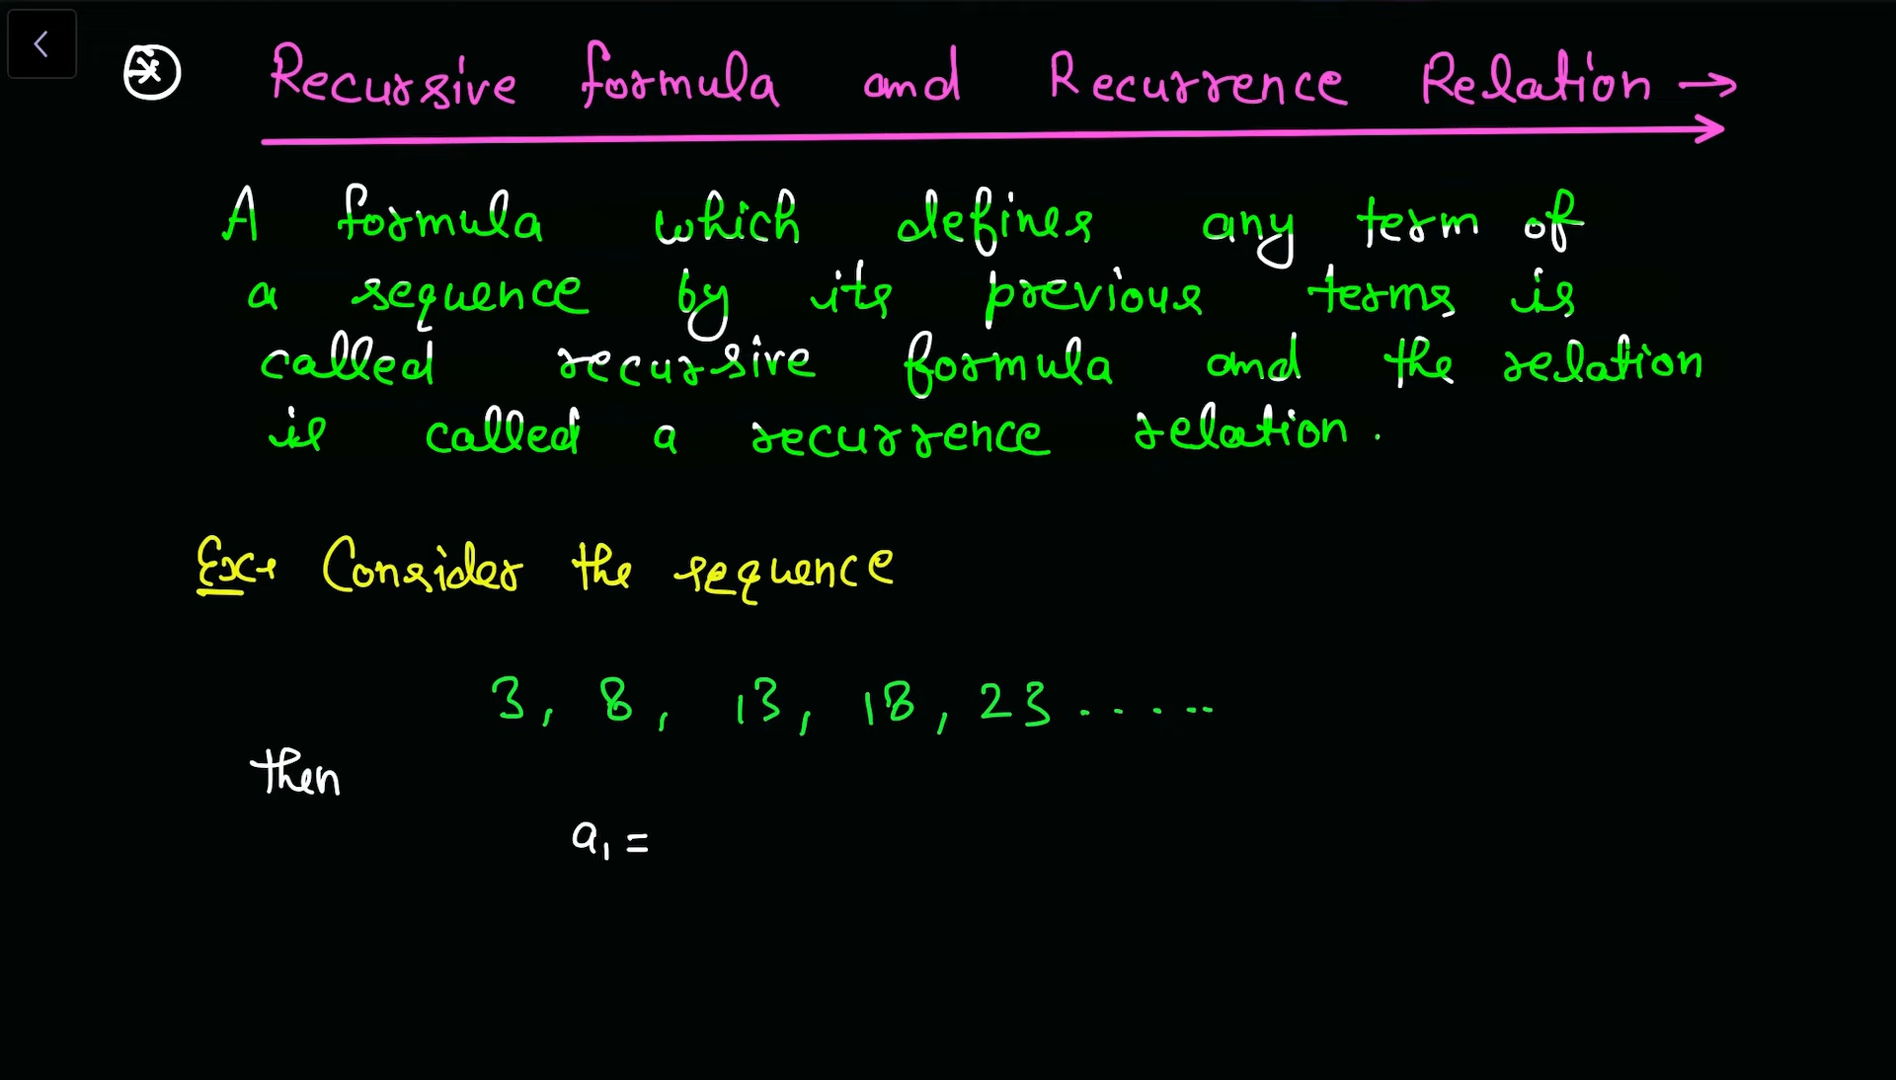 Recursive formula and Recurrence Relation →
A formula which defines any term of
a sequence by its previous terms is
called recursive formula and the relation
is called a recurrence relation.
Ex: Consider the sequence
3, 8, 13, 18, 23 ......
then
a₁ =